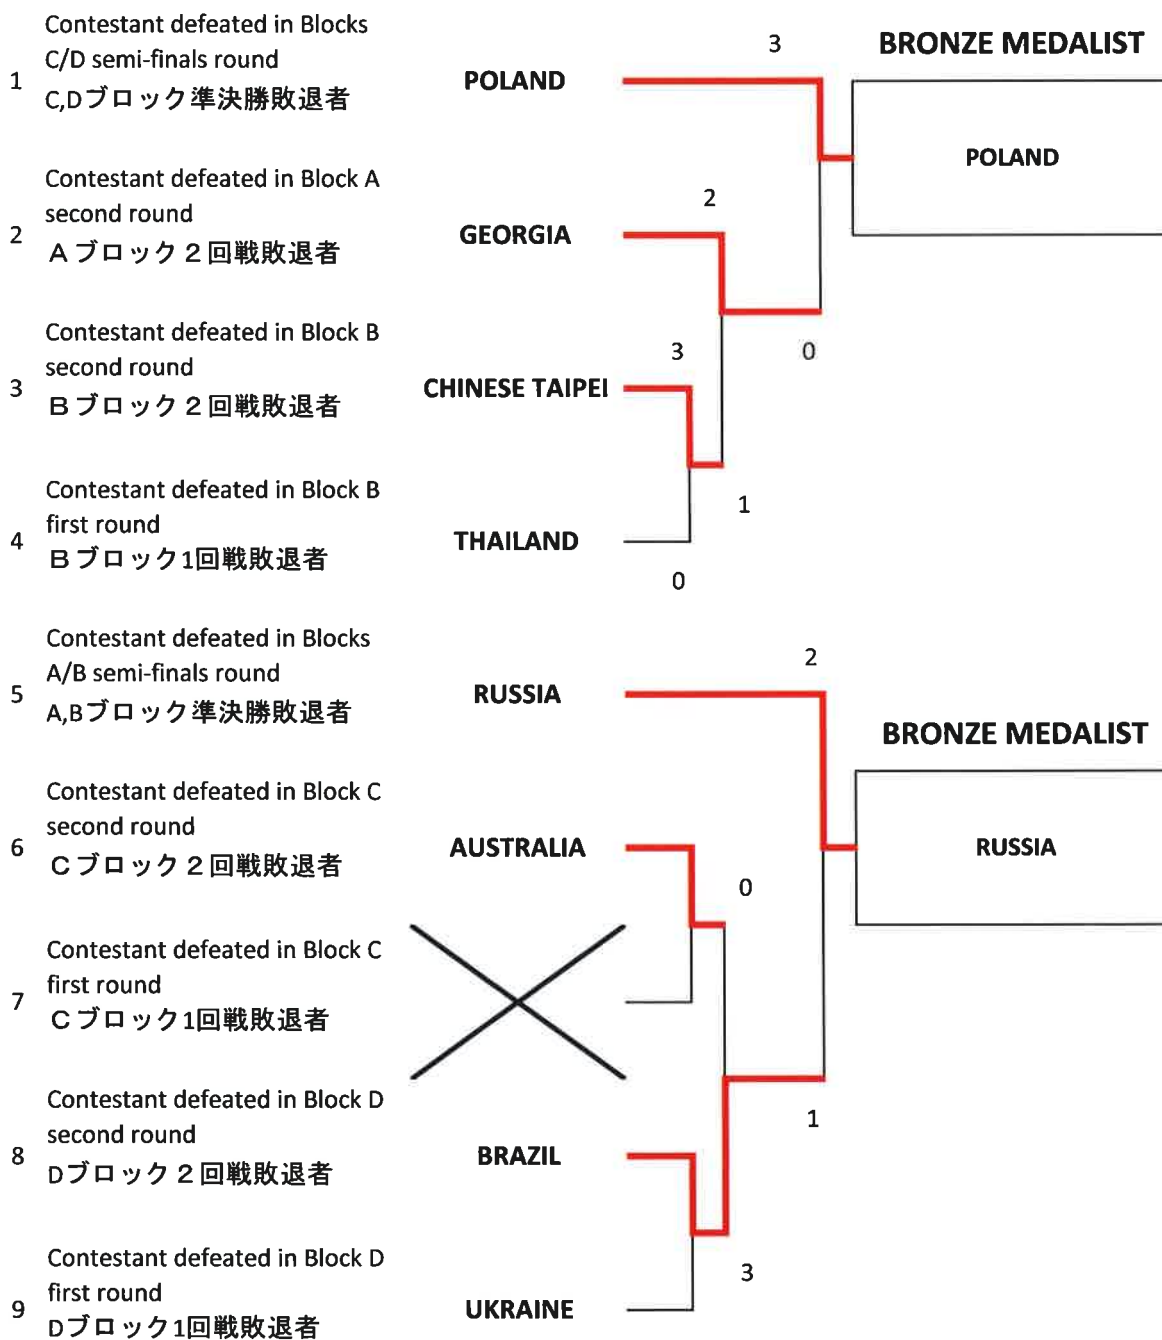 Contestant defeated in Blocks
C/D semi-finals round
1
C,Dブロック準決勝敗退者
POLAND
3
BRONZE MEDALIST
POLAND
Contestant defeated in Block A
second round
2
Aブロック２回戦敗退者
GEORGIA
2
Contestant defeated in Block B
second round
3
Bブロック２回戦敗退者
CHINESE TAIPEI
3
0
Contestant defeated in Block B
first round
4
Bブロック1回戦敗退者
THAILAND
1
0
Contestant defeated in Blocks
A/B semi-finals round
5
A,Bブロック準決勝敗退者
RUSSIA
2
BRONZE MEDALIST
RUSSIA
Contestant defeated in Block C
second round
6
Cブロック２回戦敗退者
AUSTRALIA
0
Contestant defeated in Block C
first round
7
Cブロック1回戦敗退者
Contestant defeated in Block D
second round
8
Dブロック２回戦敗退者
BRAZIL
1
Contestant defeated in Block D
first round
9
Dブロック1回戦敗退者
UKRAINE
3